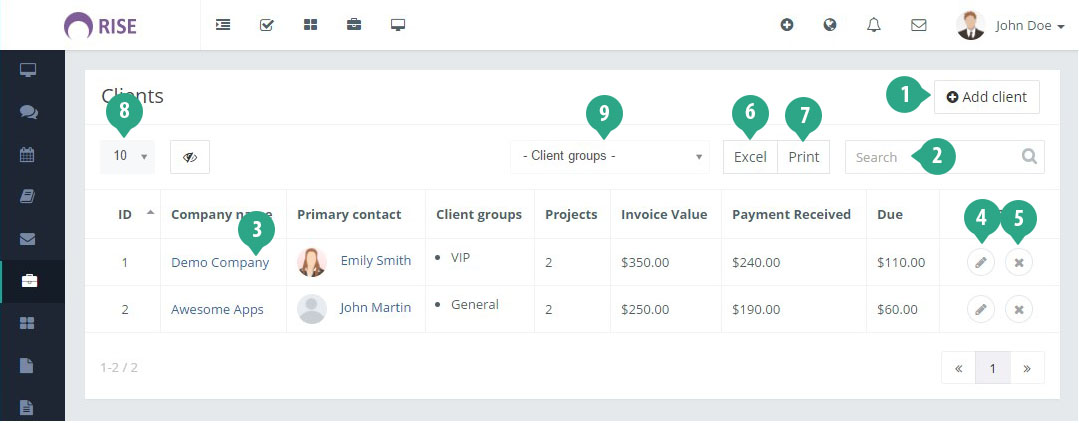 RISE
John Doe
Clients
1
Add client
8
9
6
7
10
- Client groups -
Excel
Print
Search
2
ID
Company name
Primary contact
Client groups
Projects
Invoice Value
Payment Received
Due
4
5
3
1
Demo Company
Emily Smith
VIP
2
$350.00
$240.00
$110.00
2
Awesome Apps
John Martin
General
2
$250.00
$190.00
$60.00
1-2 / 2
«
1
»